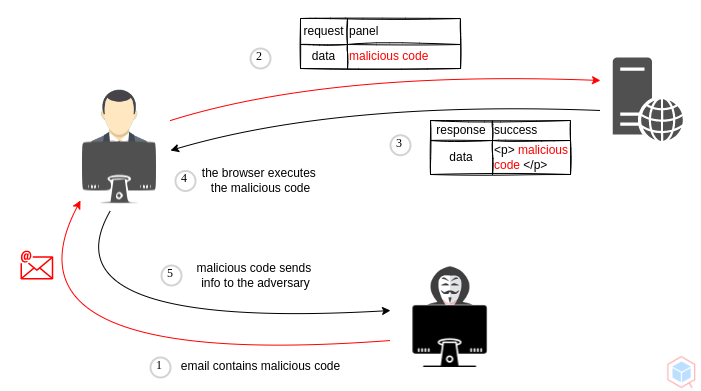 request panel
2
data malicious code
response success
3
data <p> malicious
code </p>
4 the browser executes
the malicious code
@
5 malicious code sends
info to the adversary
1 email contains malicious code